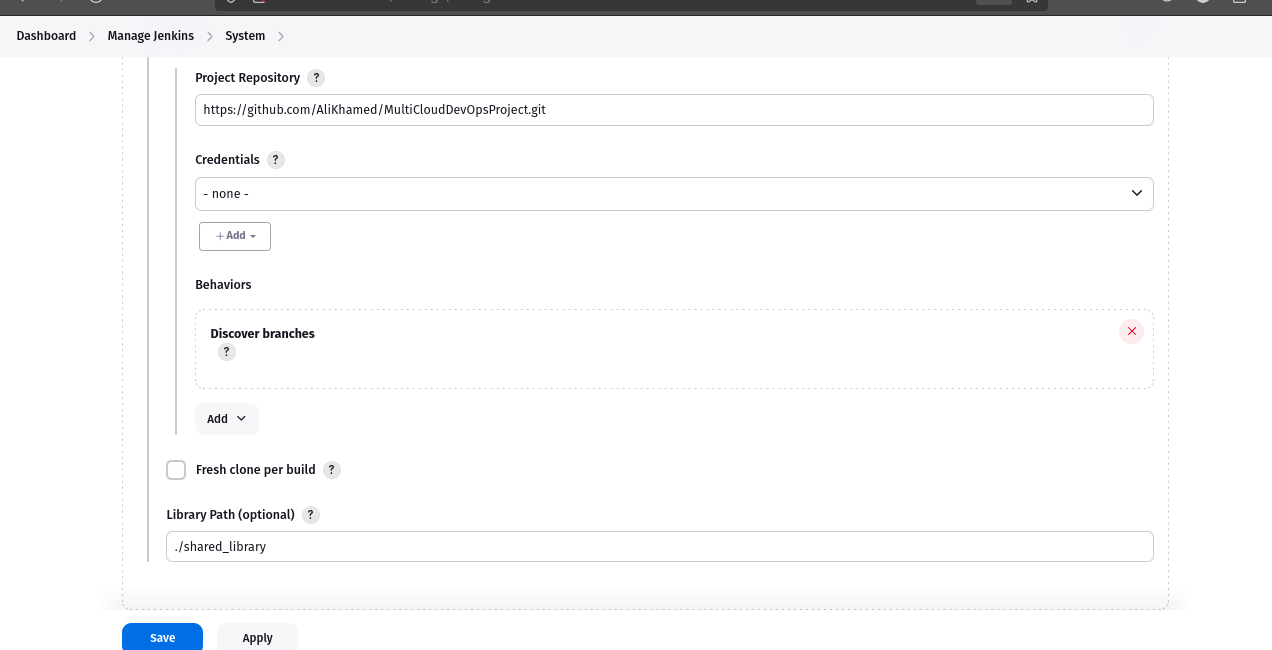 Dashboard > Manage Jenkins > System >
Project Repository ?
https://github.com/AliKhamed/MultiCloudDevOpsProject.git
Credentials ?
- none -
+ Add
Behaviors
Discover branches
?
Add
Fresh clone per build ?
Library Path (optional) ?
./shared_library
Save Apply